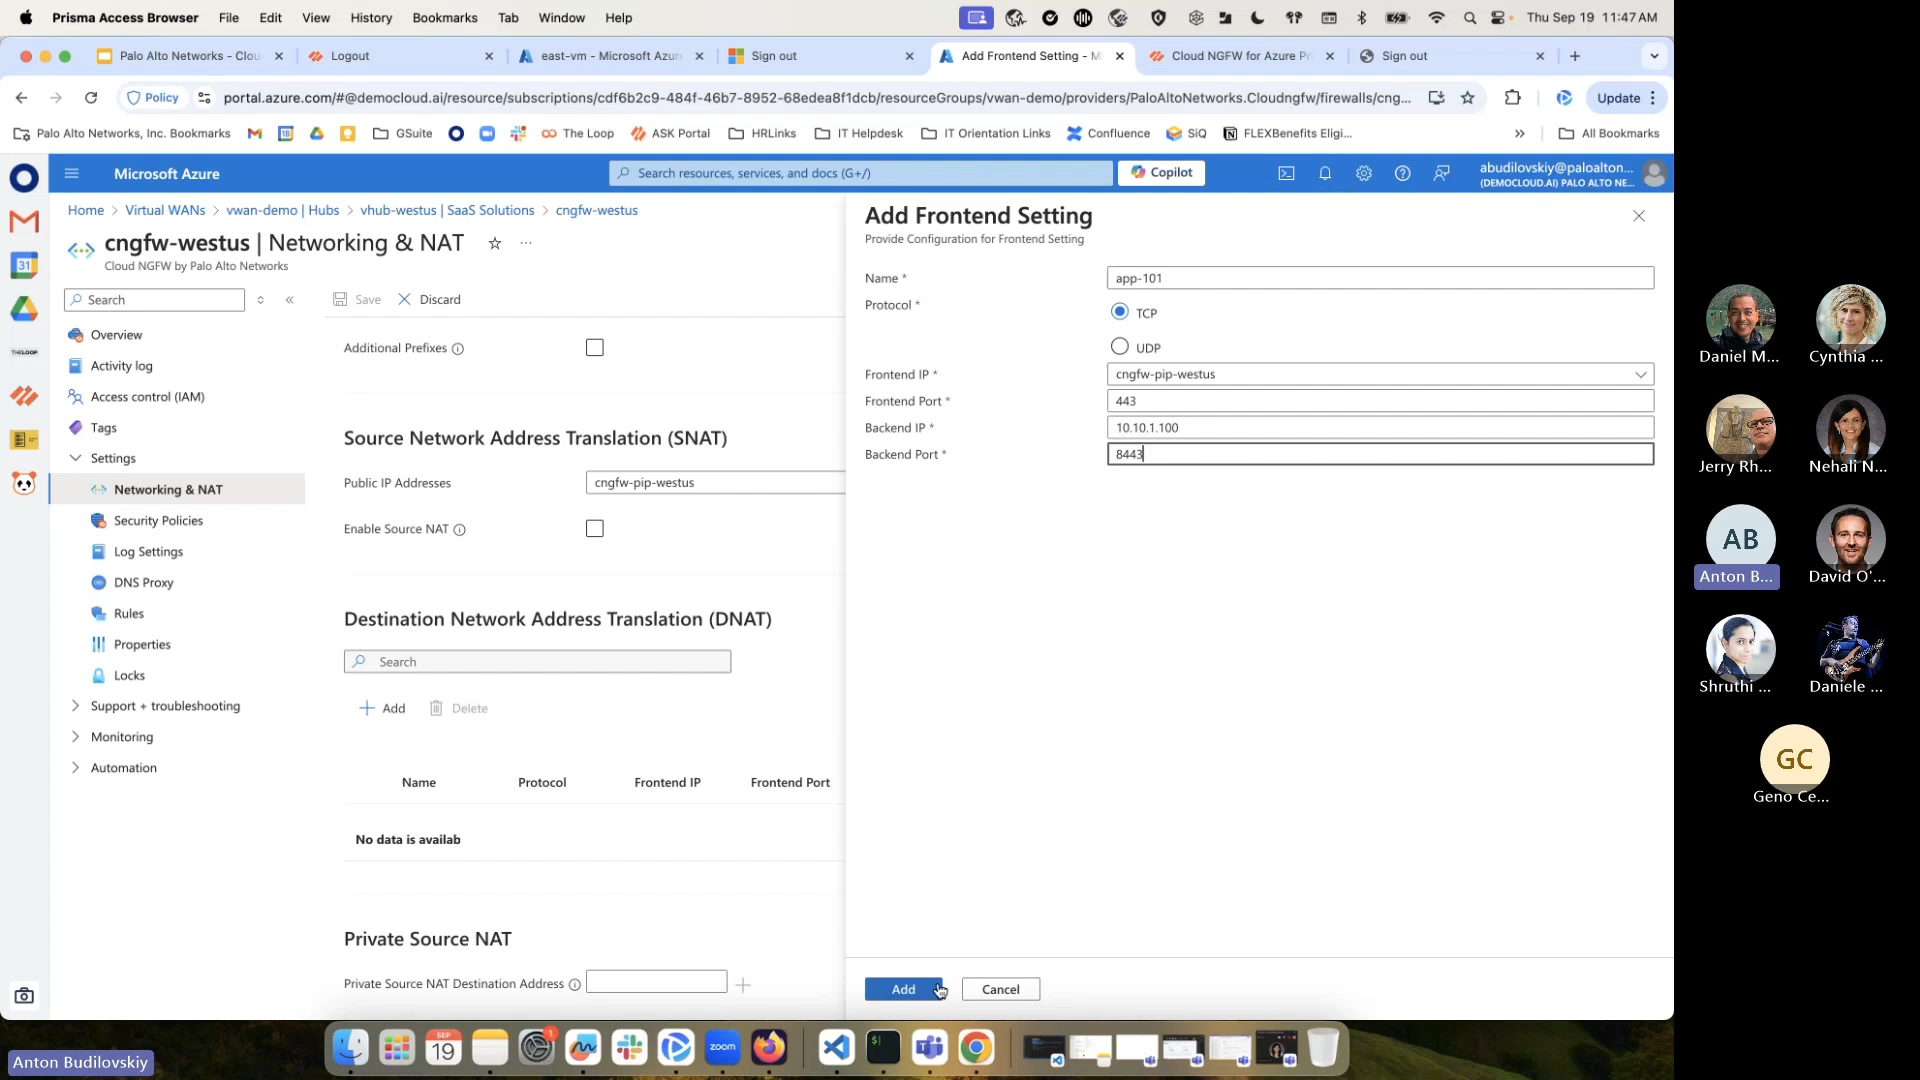 Prisma Access Browser File Edit View History Bookmarks Tab Window Help
Thu Sep 19 11:47 AM
Palo Alto Networks - Clou
Logout
east-vm - Microsoft Azur
Sign out
Add Frontend Setting - M
Cloud NGFW for Azure Pr
Sign out
Policy
portal.azure.com/#@democloud.ai/resource/subscriptions/cdf6b2c9-484f-46b7-8952-68edea8f1dcb/resourceGroups/vwan-demo/providers/PaloAltoNetworks.Cloudngfw/firewalls/cng...
Update
Palo Alto Networks, Inc. Bookmarks
GSuite
The Loop
ASK Portal
HRLinks
IT Helpdesk
IT Orientation Links
Confluence
SiQ
FLEXBenefits Eligi...
»
All Bookmarks
Microsoft Azure
Search resources, services, and docs (G+/)
Copilot
abudilovskiy@paloalton...
(DEMOCLOUD.AI) PALO ALTO NE...
Home > Virtual WANs > vwan-demo | Hubs > vhub-westus | SaaS Solutions > cngfw-westus
cngfw-westus | Networking & NAT
Cloud NGFW by Palo Alto Networks
Search
Overview
Activity log
Access control (IAM)
Tags
Settings
Networking & NAT
Security Policies
Log Settings
DNS Proxy
Rules
Properties
Locks
Support + troubleshooting
Monitoring
Automation
Save
Discard
Additional Prefixes
Source Network Address Translation (SNAT)
Public IP Addresses
cngfw-pip-westus
Enable Source NAT
Destination Network Address Translation (DNAT)
Search
Add
Delete
Name Protocol Frontend IP Frontend Port
No data is availab
Private Source NAT
Private Source NAT Destination Address
Add Frontend Setting
Provide Configuration for Frontend Setting
Name *
app-101
Protocol *
TCP
UDP
Frontend IP *
cngfw-pip-westus
Frontend Port *
443
Backend IP *
10.10.1.100
Backend Port *
8443
Add
Cancel
Daniel M...
Cynthia ...
Jerry Rh...
Nehali N...
AB
Anton B...
David O'...
Shruthi ...
Daniele ...
GC
Geno Ce...
31
THELOOP
SEP
19
1
zoom
Anton Budilovskiy